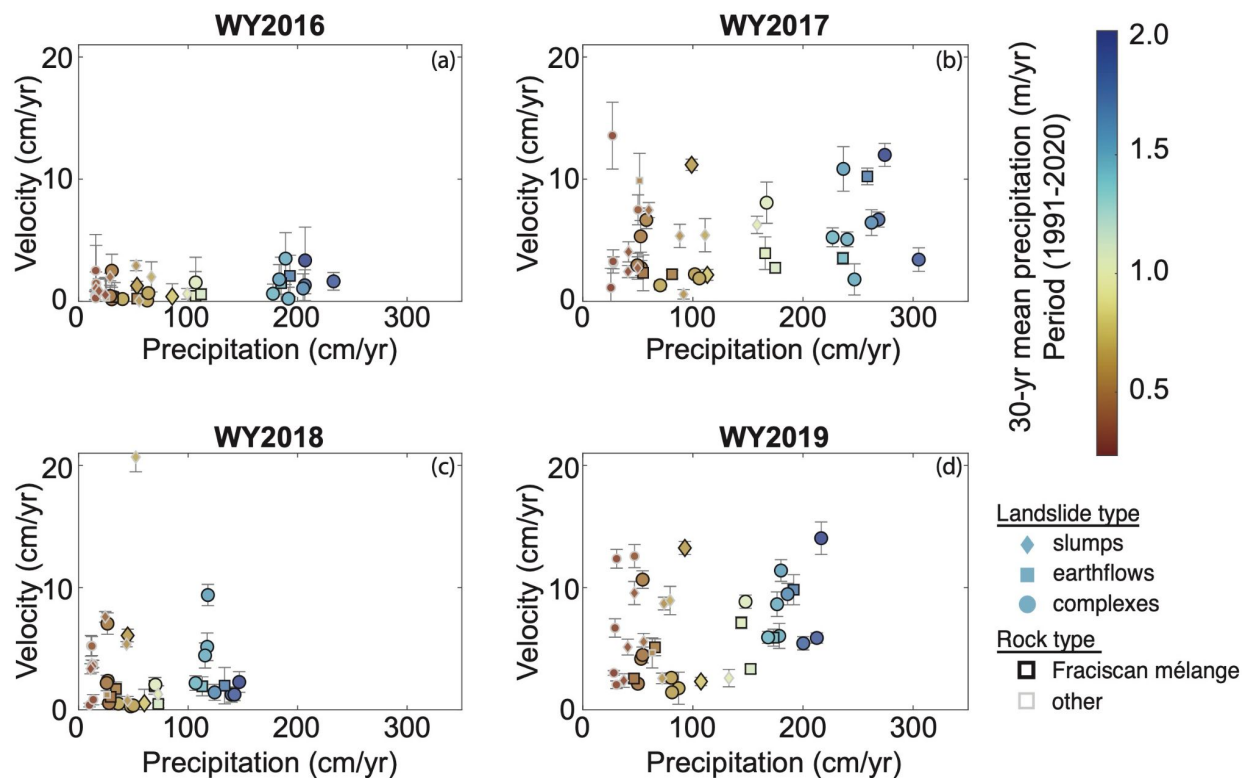 WY2016
20
10
0
Velocity (cm/yr)
(a)
0
100
200
300
Precipitation (cm/yr)
WY2017
20
10
0
Velocity (cm/yr)
(b)
0
100
200
300
Precipitation (cm/yr)
30-yr mean precipitation (m/yr)
Period (1991-2020)
2.0
1.5
1.0
0.5
WY2018
20
10
0
Velocity (cm/yr)
(c)
0
100
200
300
Precipitation (cm/yr)
WY2019
20
10
0
Velocity (cm/yr)
(d)
0
100
200
300
Precipitation (cm/yr)
Landslide type
slumps
earthflows
complexes
Rock type
Fraciscan mélange
other